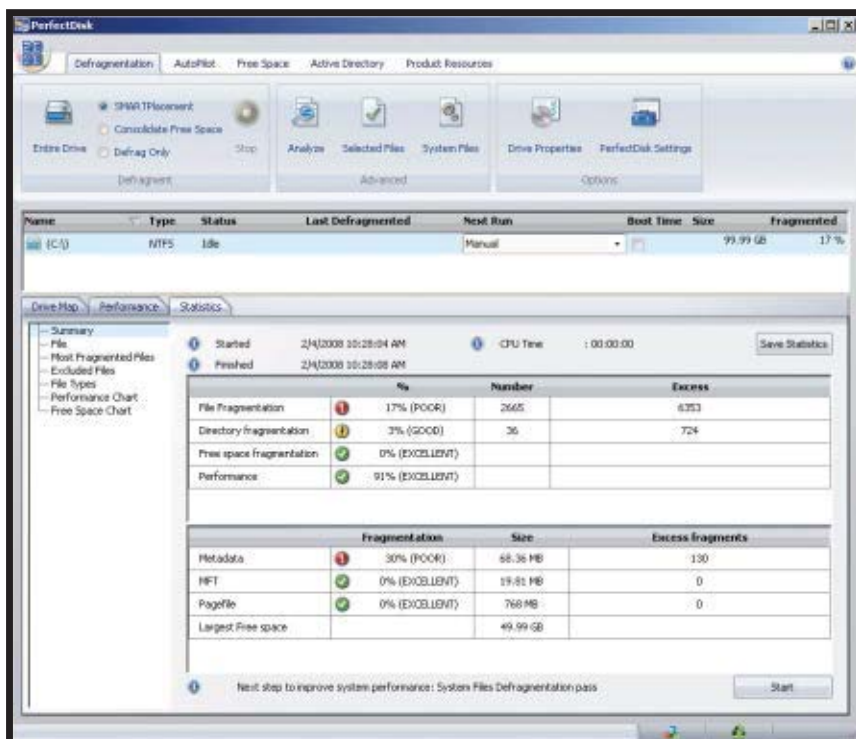 PerfectDisk
Defragmentation AutoPilot Free Space Active Directory Product Resources
SMARTPlacement
Consolidate Free Space
Defrag Only
Entire Drive Stop Analyze Selected Files System Files Drive Properties PerfectDisk Settings
Defragment Advanced Options
Name Type Status Last Defragmented Next Run Boot Time Size Fragmented
(C:\) NTFS Idle Manual 99.99 GB 17 %
Drive Map Performance Statistics
Summary
File
Most Fragmented Files
Excluded Files
File Types
Performance Chart
Free Space Chart
Started 2/4/2008 10:28:04 AM CPU Time : 00:00:00 Save Statistics
Finished 2/4/2008 10:28:08 AM
% Number Excess
File Fragmentation 17% (POOR) 2665 6353
Directory fragmentation 3% (GOOD) 36 724
Free space fragmentation 0% (EXCELLENT)
Performance 91% (EXCELLENT)
Fragmentation Size Excess fragments
Metadata 30% (POOR) 68.36 MB 130
MFT 0% (EXCELLENT) 19.81 MB 0
Pagefile 0% (EXCELLENT) 768 MB 0
Largest Free space 49.99 GB
Next step to improve system performance: System Files Defragmentation pass Start